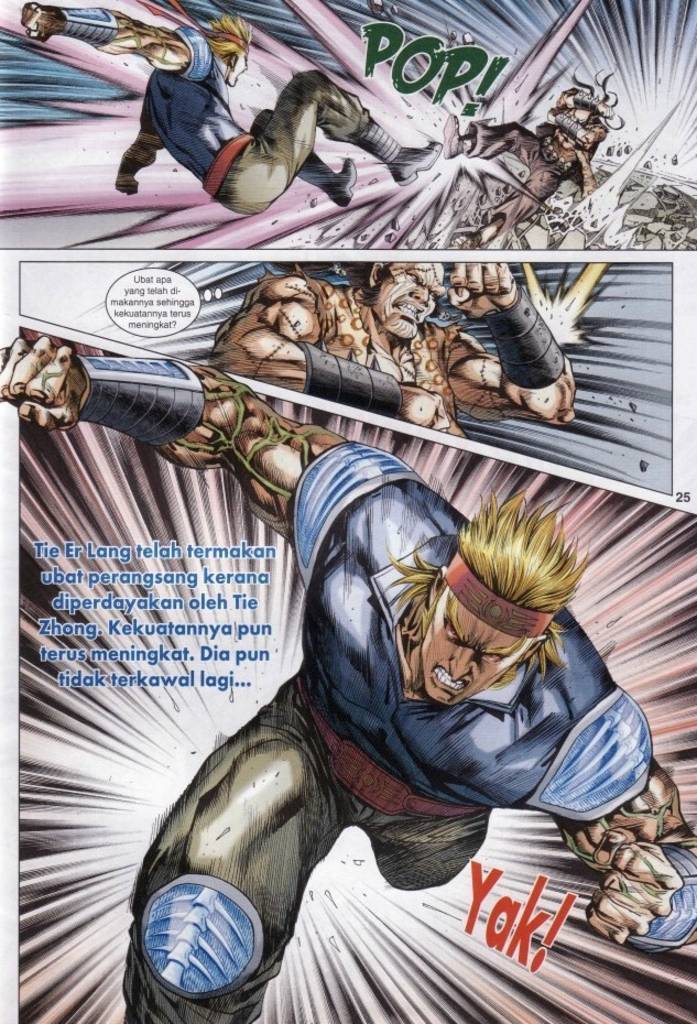 POP!
Ubat apa
yang telah di-
makannya sehingga
kekuatannya terus
meningkat?
25
Tie Er Lang telah termakan
ubat perangsang kerana
diperdayakan oleh Tie
Zhong. Kekuatannya pun
terus meningkat. Dia pun
tidak terkawal lagi...
Yak!